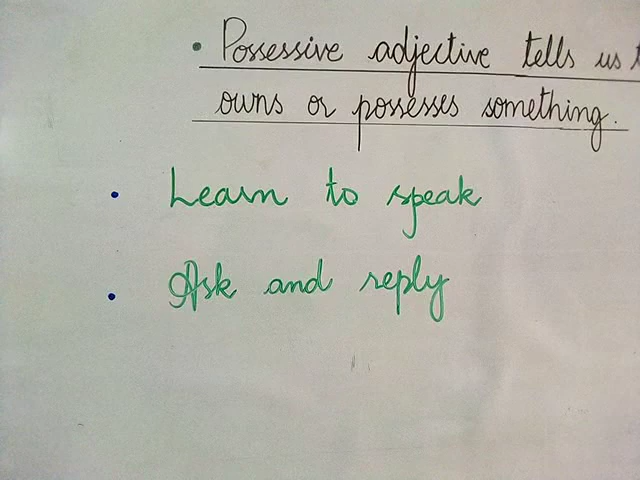 • Possessive adjective tells us
owns or possesses something.
• Learn to speak
• Ask and reply